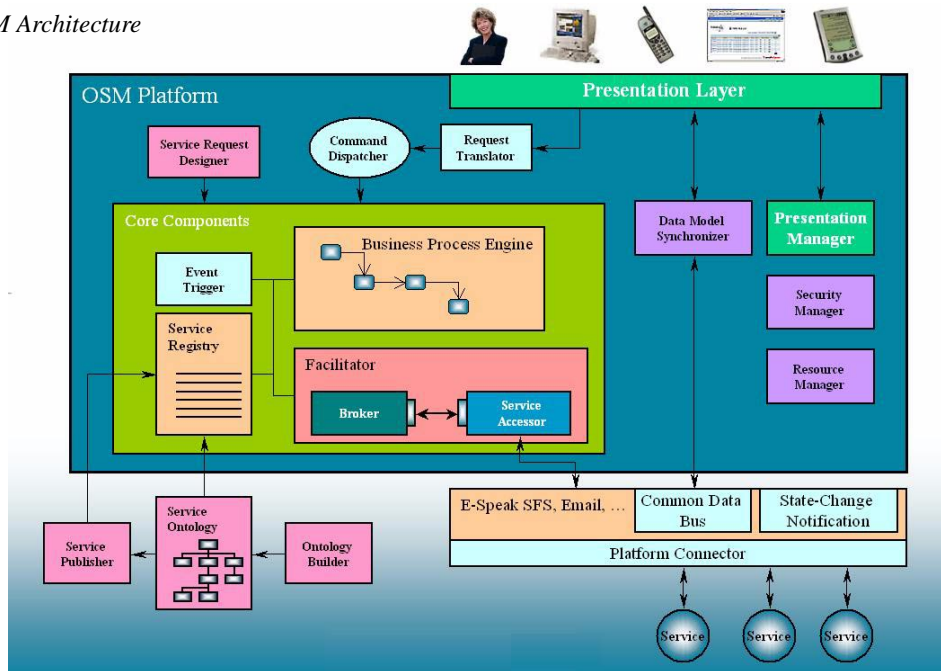 M Architecture
OSM Platform
Presentation Layer
Service Request
Designer
Command
Dispatcher
Request
Translator
Core Components
Business Process Engine
Event
Trigger
Service
Registry
Facilitator
Broker
Service
Accessor
Data Model
Synchronizer
Presentation
Manager
Security
Manager
Resource
Manager
E-Speak SFS, Email, …
Common Data
Bus
State-Change
Notification
Platform Connector
Service
Publisher
Service
Ontology
Ontology
Builder
Service
Service
Service